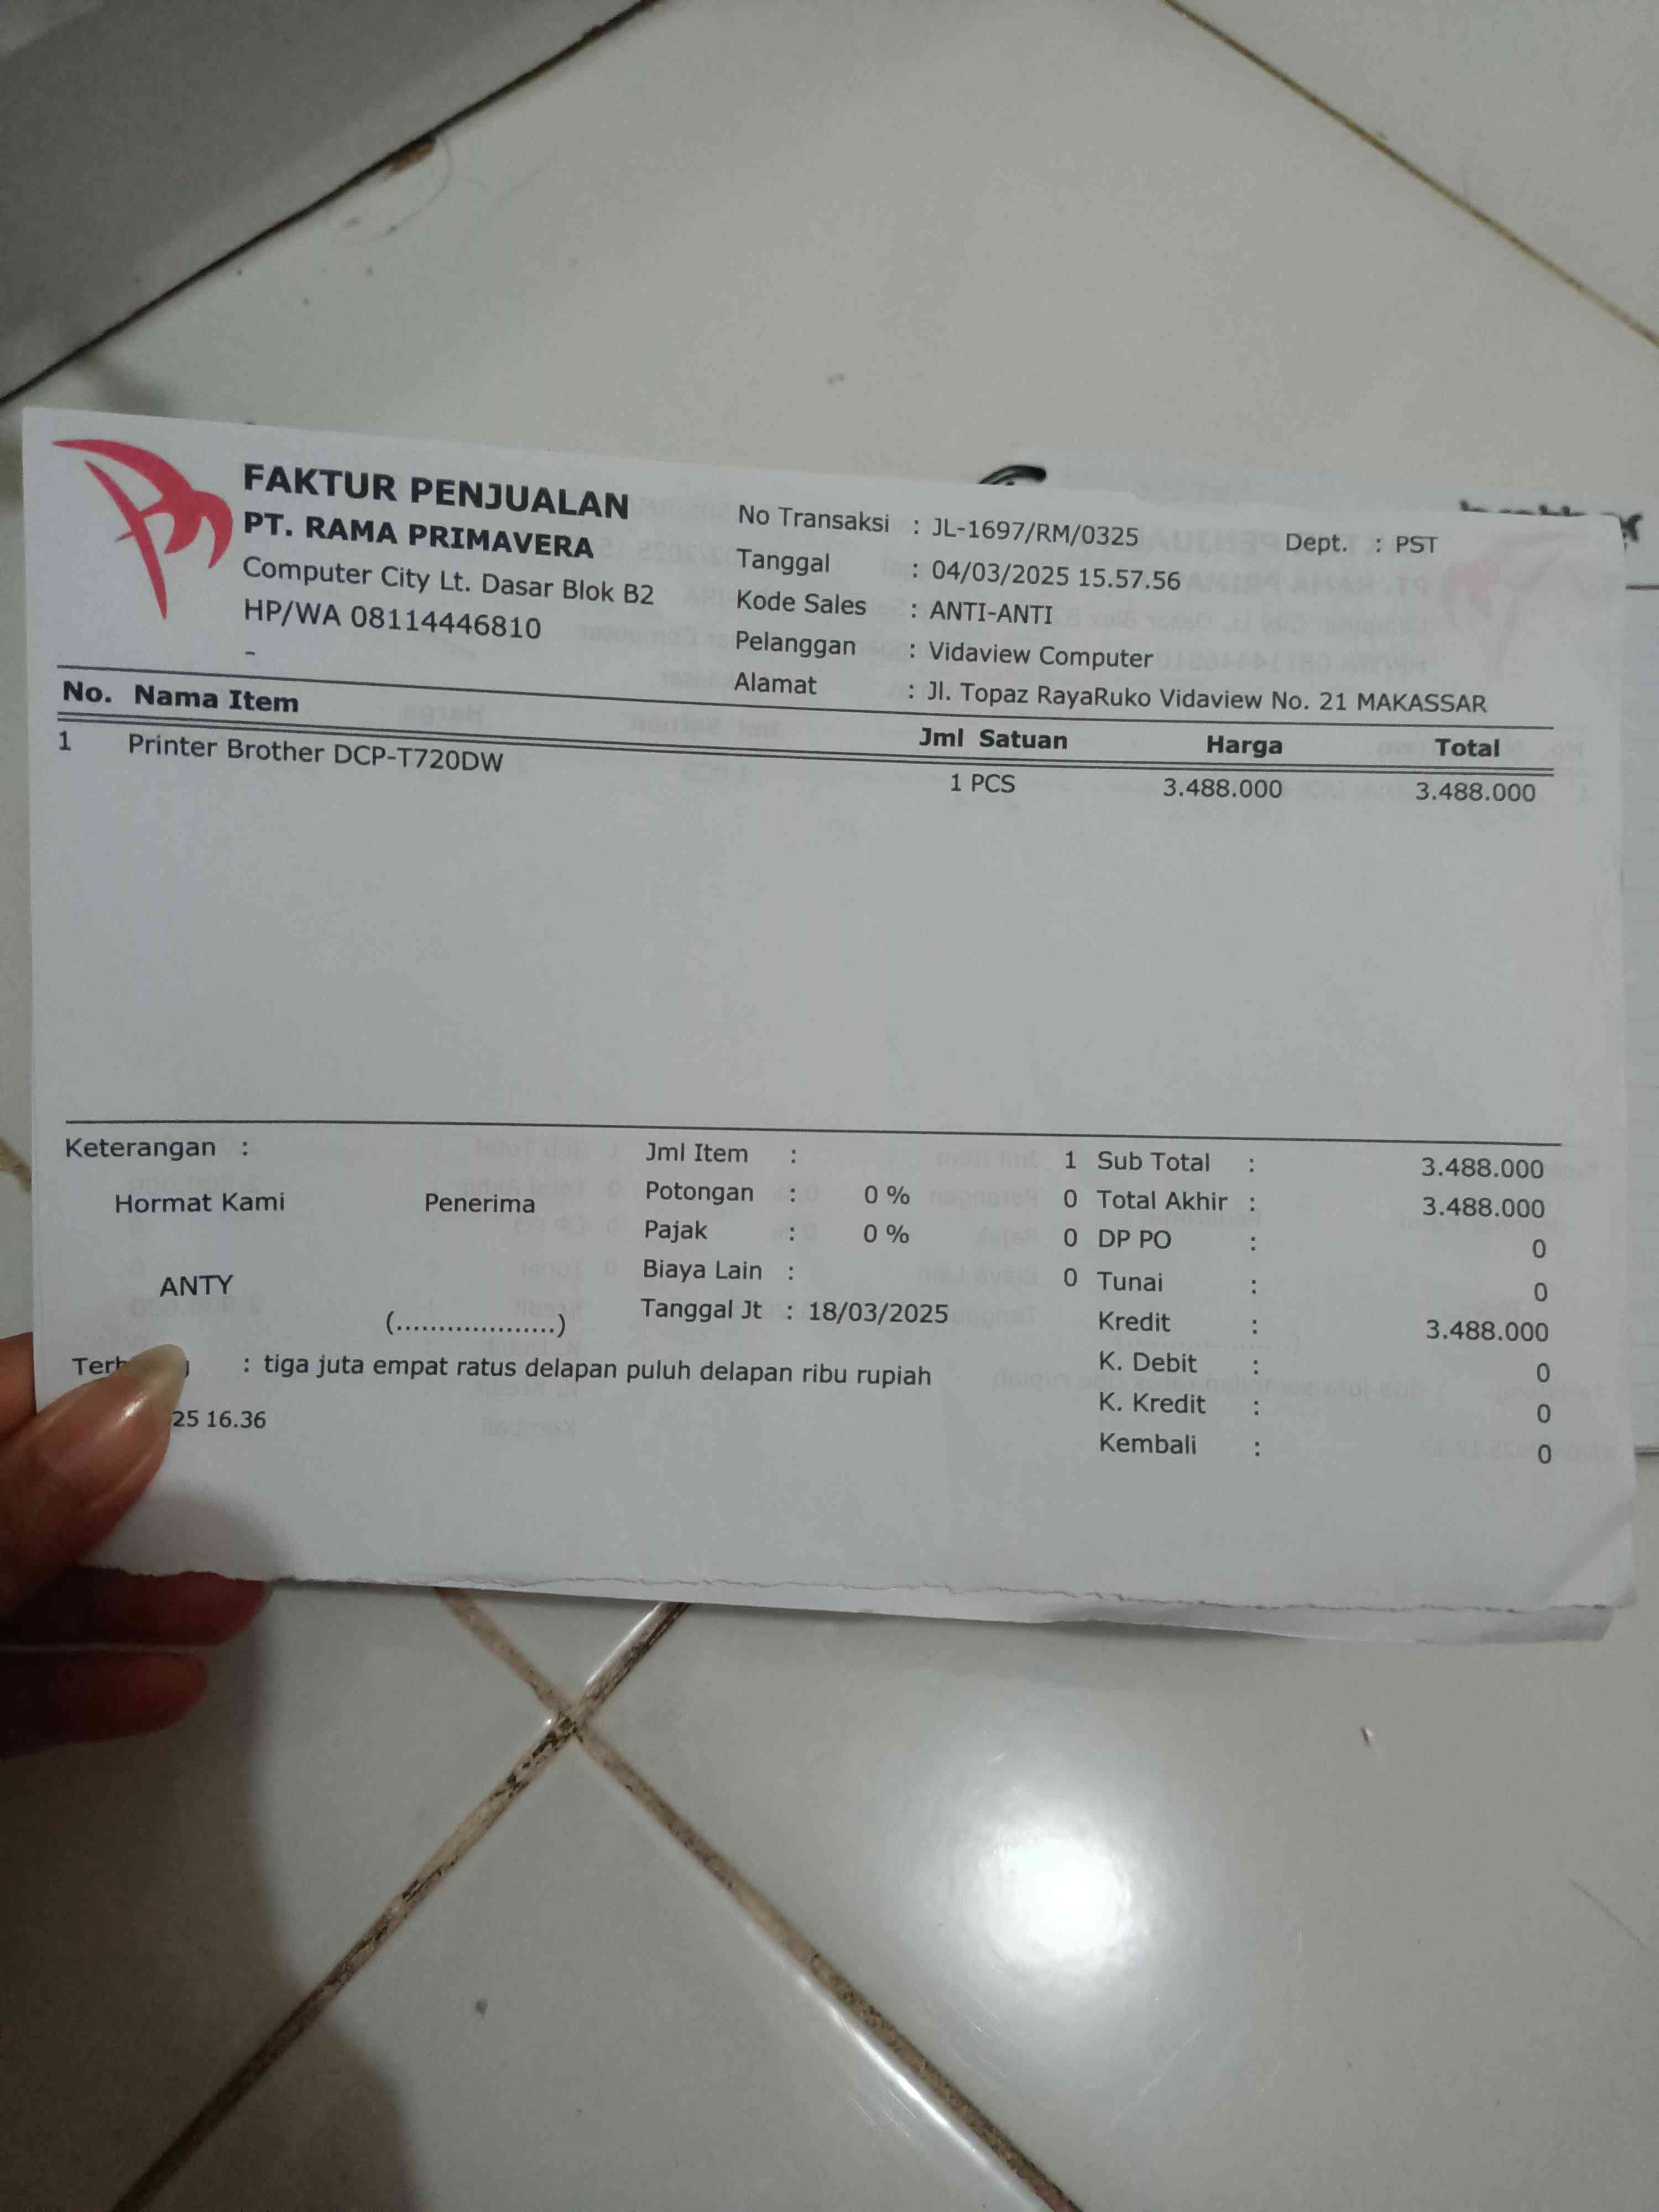 FAKTUR PENJUALAN
PT. RAMA PRIMAVERA
Computer City Lt. Dasar Blok B2
HP/WA 08114446810
-
No Transaksi : JL-1697/RM/0325 Dept. : PST
Tanggal : 04/03/2025 15.57.56
Kode Sales : ANTI-ANTI
Pelanggan : Vidaview Computer
Alamat : Jl. Topaz RayaRuko Vidaview No. 21 MAKASSAR
No. Nama Item Jml Satuan Harga Total
1 Printer Brother DCP-T720DW 1 PCS 3.488.000 3.488.000
Keterangan :
Hormat Kami Penerima
ANTY
(...................)
Jml Item : 1
Potongan : 0 % 0
Pajak : 0 % 0
Biaya Lain : 0
Tanggal Jt : 18/03/2025
Sub Total : 3.488.000
Total Akhir : 3.488.000
DP PO : 0
Tunai : 0
Kredit : 3.488.000
K. Debit : 0
K. Kredit : 0
Kembali : 0
: tiga juta empat ratus delapan puluh delapan ribu rupiah
25 16.36